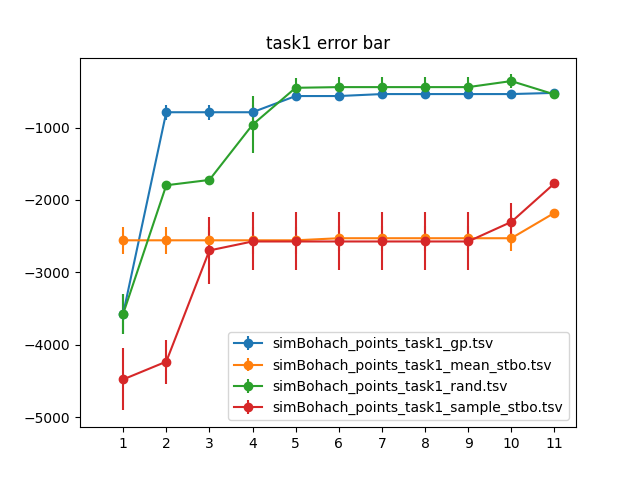 task1 error bar
−1000
−2000
−3000
−4000
−5000
simBohach_points_task1_gp.tsv
simBohach_points_task1_mean_stbo.tsv
simBohach_points_task1_rand.tsv
simBohach_points_task1_sample_stbo.tsv
1 2 3 4 5 6 7 8 9 10 11